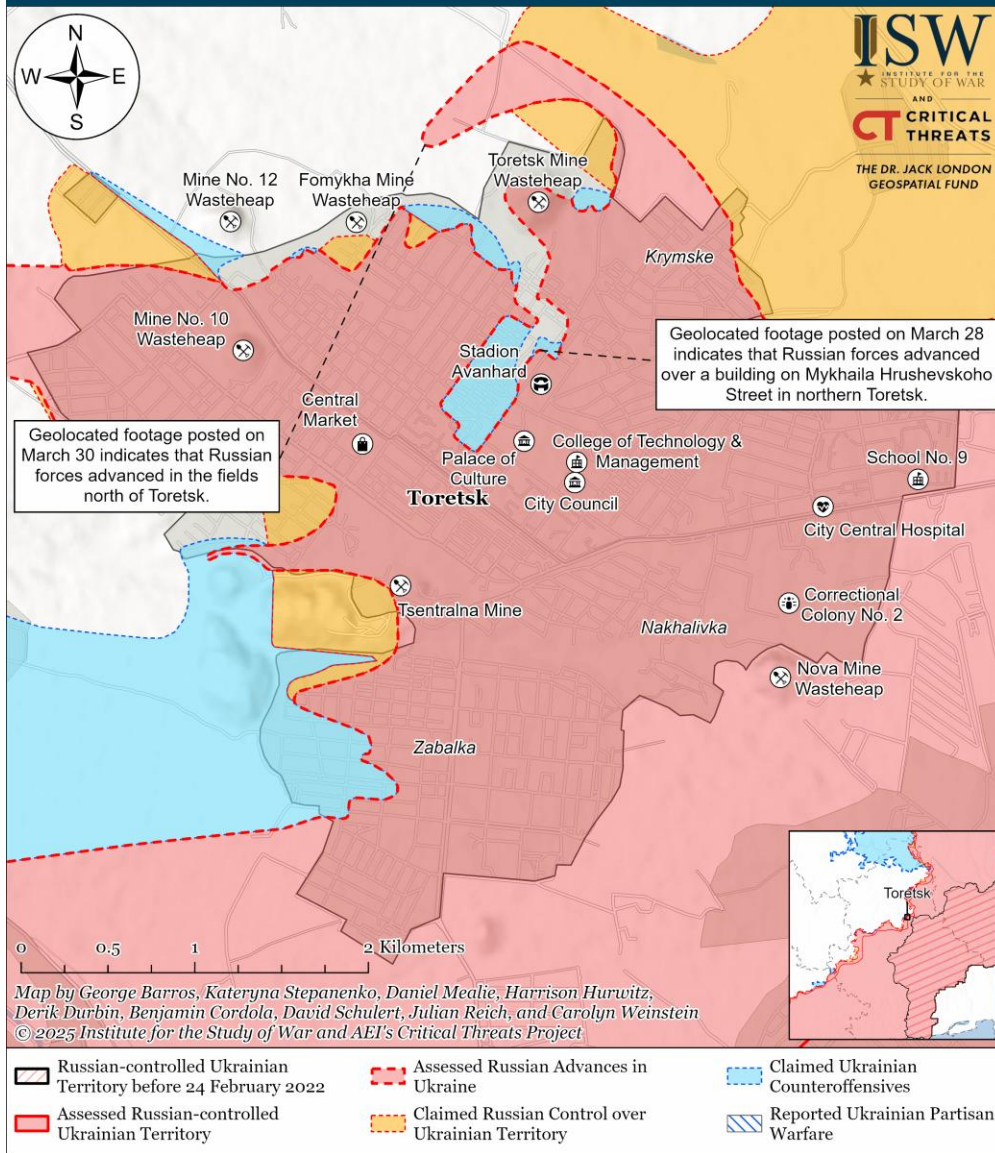 N
W E
S
ISW
INSTITUTE FOR THE
STUDY OF WAR
AND
CT CRITICAL
THREATS
THE DR. JACK LONDON
GEOSPATIAL FUND
Mine No. 12
Wasteheap
Fomykha Mine
Wasteheap
Toretsk Mine
Wasteheap
Krymske
Mine No. 10
Wasteheap
Geolocated footage posted on March 28
indicates that Russian forces advanced
over a building on Mykhaila Hrushevskoho
Street in northern Toretsk.
Stadion
Avanhard
Central
Market
Geolocated footage posted on
March 30 indicates that Russian
forces advanced in the fields
north of Toretsk.
Palace of
Culture
College of Technology &
Management
School No. 9
Toretsk
City Council
City Central Hospital
Tsentralna Mine
Correctional
Colony No. 2
Nakhalivka
Nova Mine
Wasteheap
Zabalka
Toretsk
0 0.5 1 2 Kilometers
Map by George Barros, Kateryna Stepanenko, Daniel Mealie, Harrison Hurwitz,
Derik Durbin, Benjamin Cordola, David Schulert, Julian Reich, and Carolyn Weinstein
© 2025 Institute for the Study of War and AEI's Critical Threats Project
Russian-controlled Ukrainian
Territory before 24 February 2022
Assessed Russian-controlled
Ukrainian Territory
Assessed Russian Advances in
Ukraine
Claimed Russian Control over
Ukrainian Territory
Claimed Ukrainian
Counteroffensives
Reported Ukrainian Partisan
Warfare